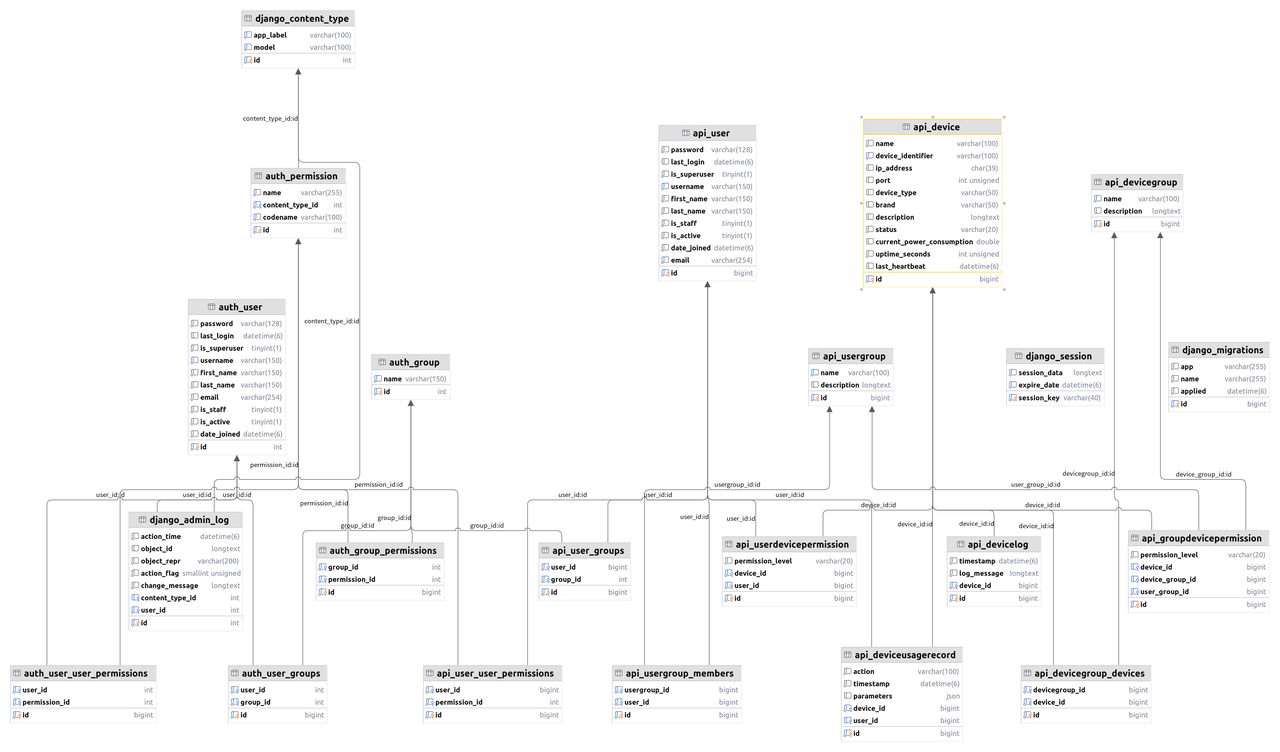 django_content_type
app_label varchar(100)
model varchar(100)
id int
content_type_id:id
auth_permission
name varchar(255)
content_type_id int
codename varchar(100)
id int
api_user
password varchar(128)
last_login datetime(6)
is_superuser tinyint(1)
username varchar(150)
first_name varchar(150)
last_name varchar(150)
is_staff tinyint(1)
is_active tinyint(1)
date_joined datetime(6)
email varchar(254)
id bigint
api_device
name varchar(100)
device_identifier varchar(100)
ip_address char(39)
port int unsigned
device_type varchar(50)
brand varchar(50)
description longtext
status varchar(20)
current_power_consumption double
uptime_seconds int unsigned
last_heartbeat datetime(6)
id bigint
api_devicegroup
name varchar(100)
description longtext
id bigint
auth_user
password varchar(128)
last_login datetime(6)
is_superuser tinyint(1)
username varchar(150)
first_name varchar(150)
last_name varchar(150)
email varchar(254)
is_staff tinyint(1)
is_active tinyint(1)
date_joined datetime(6)
id int
content_type_id:id
auth_group
name varchar(150)
id int
api_usergroup
name varchar(100)
description longtext
id bigint
django_session
session_data longtext
expire_date datetime(6)
session_key varchar(40)
django_migrations
app varchar(255)
name varchar(255)
applied datetime(6)
id bigint
permission_id:id
permission_id:id
user_id:id
user_id:id
user_id:id
permission_id:id
group_id:id
group_id:id
group_id:id
user_id:id
usergroup_id:id
user_id:id
user_id:id
user_id:id
device_id:id
device_id:id
device_id:id
device_id:id
user_group_id:id
devicegroup_id:id
device_group_id:id
django_admin_log
action_time datetime(6)
object_id longtext
object_repr varchar(200)
action_flag smallint unsigned
change_message longtext
content_type_id int
user_id int
id int
auth_group_permissions
group_id int
permission_id int
id bigint
api_user_groups
user_id bigint
group_id int
id bigint
api_userdevicepermission
permission_level varchar(20)
device_id bigint
user_id bigint
id bigint
api_devicelog
timestamp datetime(6)
log_message longtext
device_id bigint
id bigint
api_groupdevicepermission
permission_level varchar(20)
device_id bigint
device_group_id bigint
user_group_id bigint
id bigint
auth_user_user_permissions
user_id int
permission_id int
id bigint
auth_user_groups
user_id int
group_id int
id bigint
api_user_user_permissions
user_id bigint
permission_id int
id bigint
api_usergroup_members
usergroup_id bigint
user_id bigint
id bigint
api_deviceusagerecord
action varchar(100)
timestamp datetime(6)
parameters json
device_id bigint
user_id bigint
id bigint
api_devicegroup_devices
devicegroup_id bigint
device_id bigint
id bigint